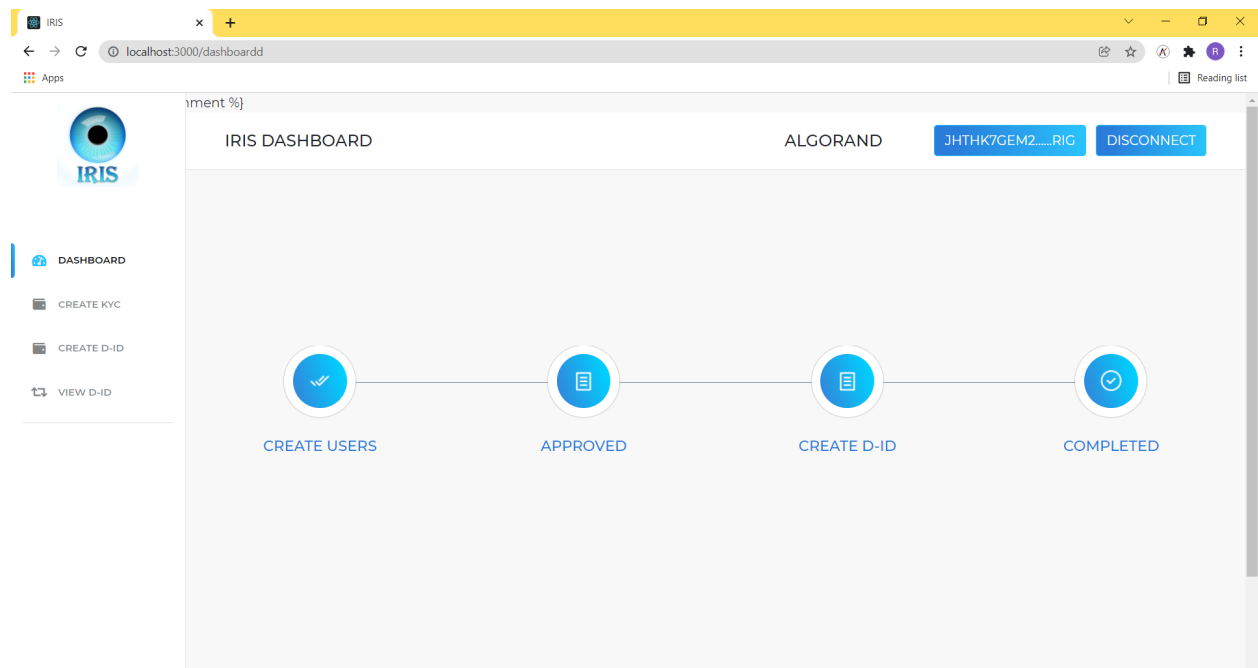 IRIS
localhost:3000/dashboardd
R
Apps
Reading list
nment %}
IRIS
IRIS DASHBOARD
ALGORAND
JHTHK7GEM2......RIG
DISCONNECT
DASHBOARD
CREATE KYC
CREATE D-ID
VIEW D-ID
CREATE USERS
APPROVED
CREATE D-ID
COMPLETED